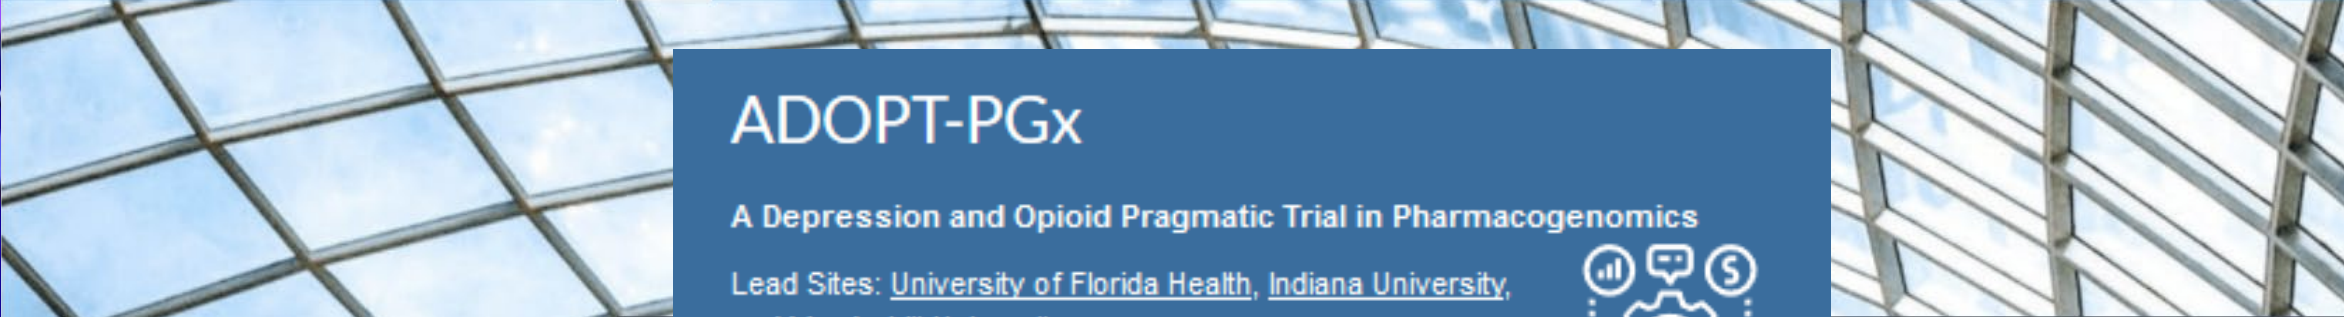 ADOPT-PGx
A Depression and Opioid Pragmatic Trial in Pharmacogenomics
Lead Sites: University of Florida Health, Indiana University,